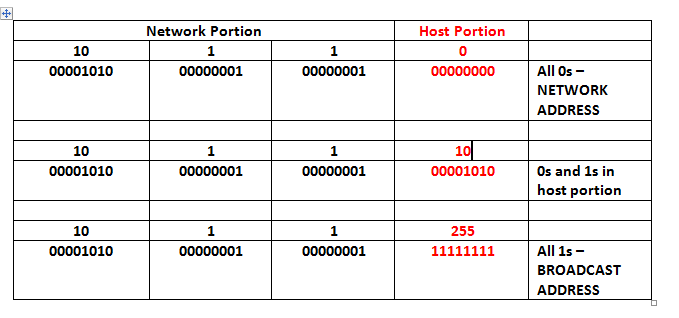 Network Portion Host Portion
10 1 1 0
00001010 00000001 00000001 00000000 All 0s –
NETWORK
ADDRESS
10 1 1 10
00001010 00000001 00000001 00001010 0s and 1s in
host portion
10 1 1 255
00001010 00000001 00000001 11111111 All 1s –
BROADCAST
ADDRESS